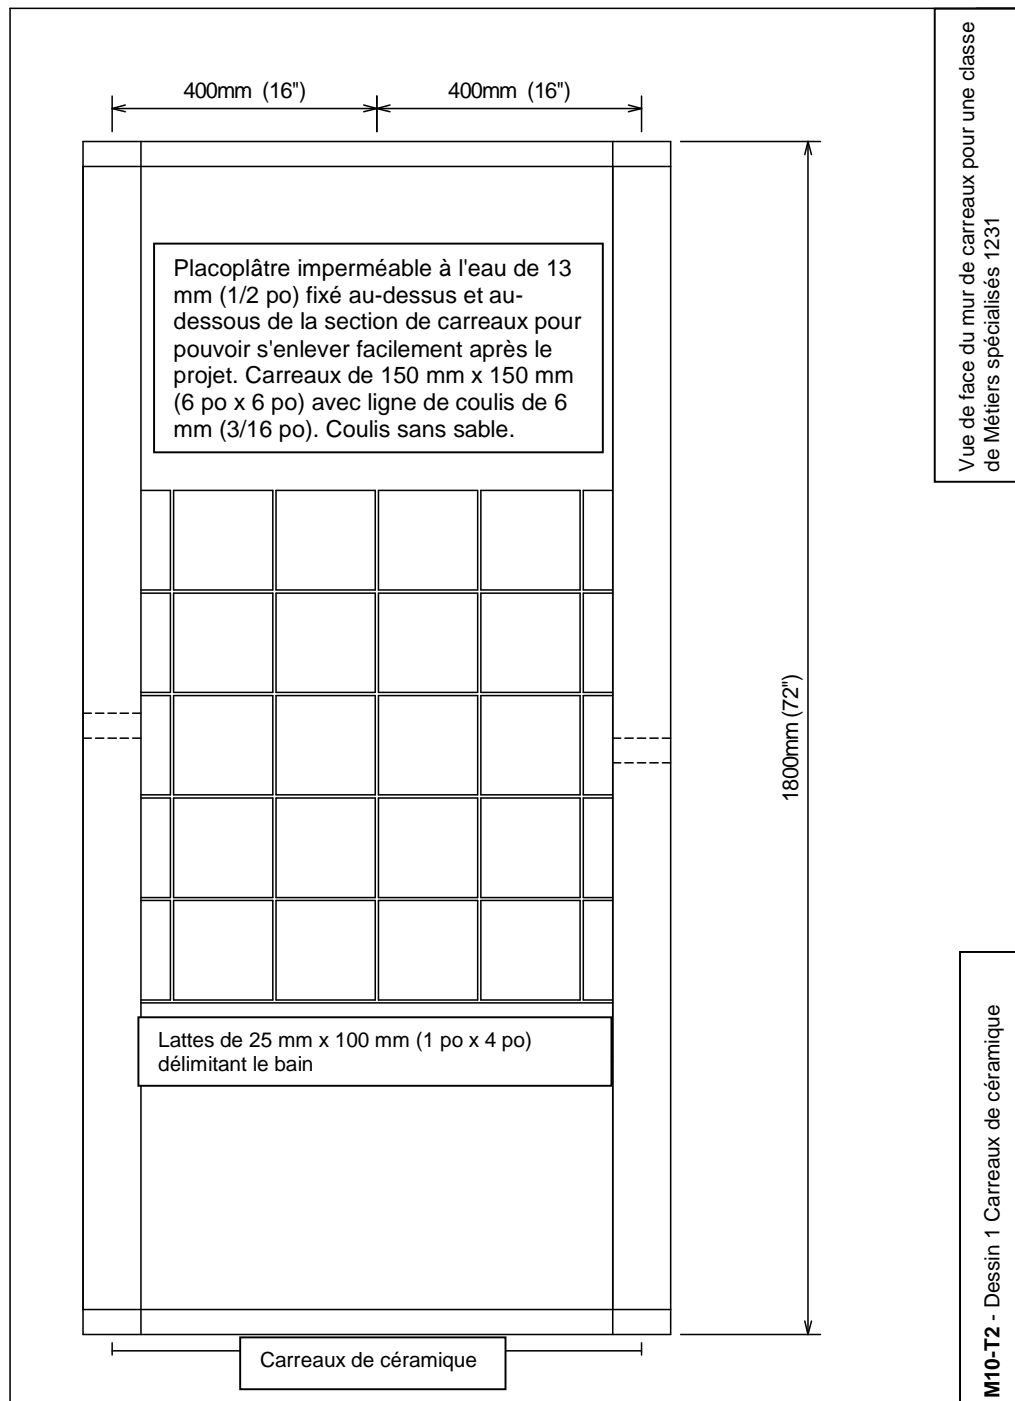 400mm (16")
400mm (16")
Vue de face du mur de carreaux pour une classe
de Métiers spécialisés 1231
Placoplâtre imperméable à l'eau de 13
mm (1/2 po) fixé au-dessus et au-
dessous de la section de carreaux pour
pouvoir s'enlever facilement après le
projet. Carreaux de 150 mm x 150 mm
(6 po x 6 po) avec ligne de coulis de 6
mm (3/16 po). Coulis sans sable.
1800mm (72")
Lattes de 25 mm x 100 mm (1 po x 4 po)
délimitant le bain
Carreaux de céramique
M10-T2 - Dessin 1 Carreaux de céramique